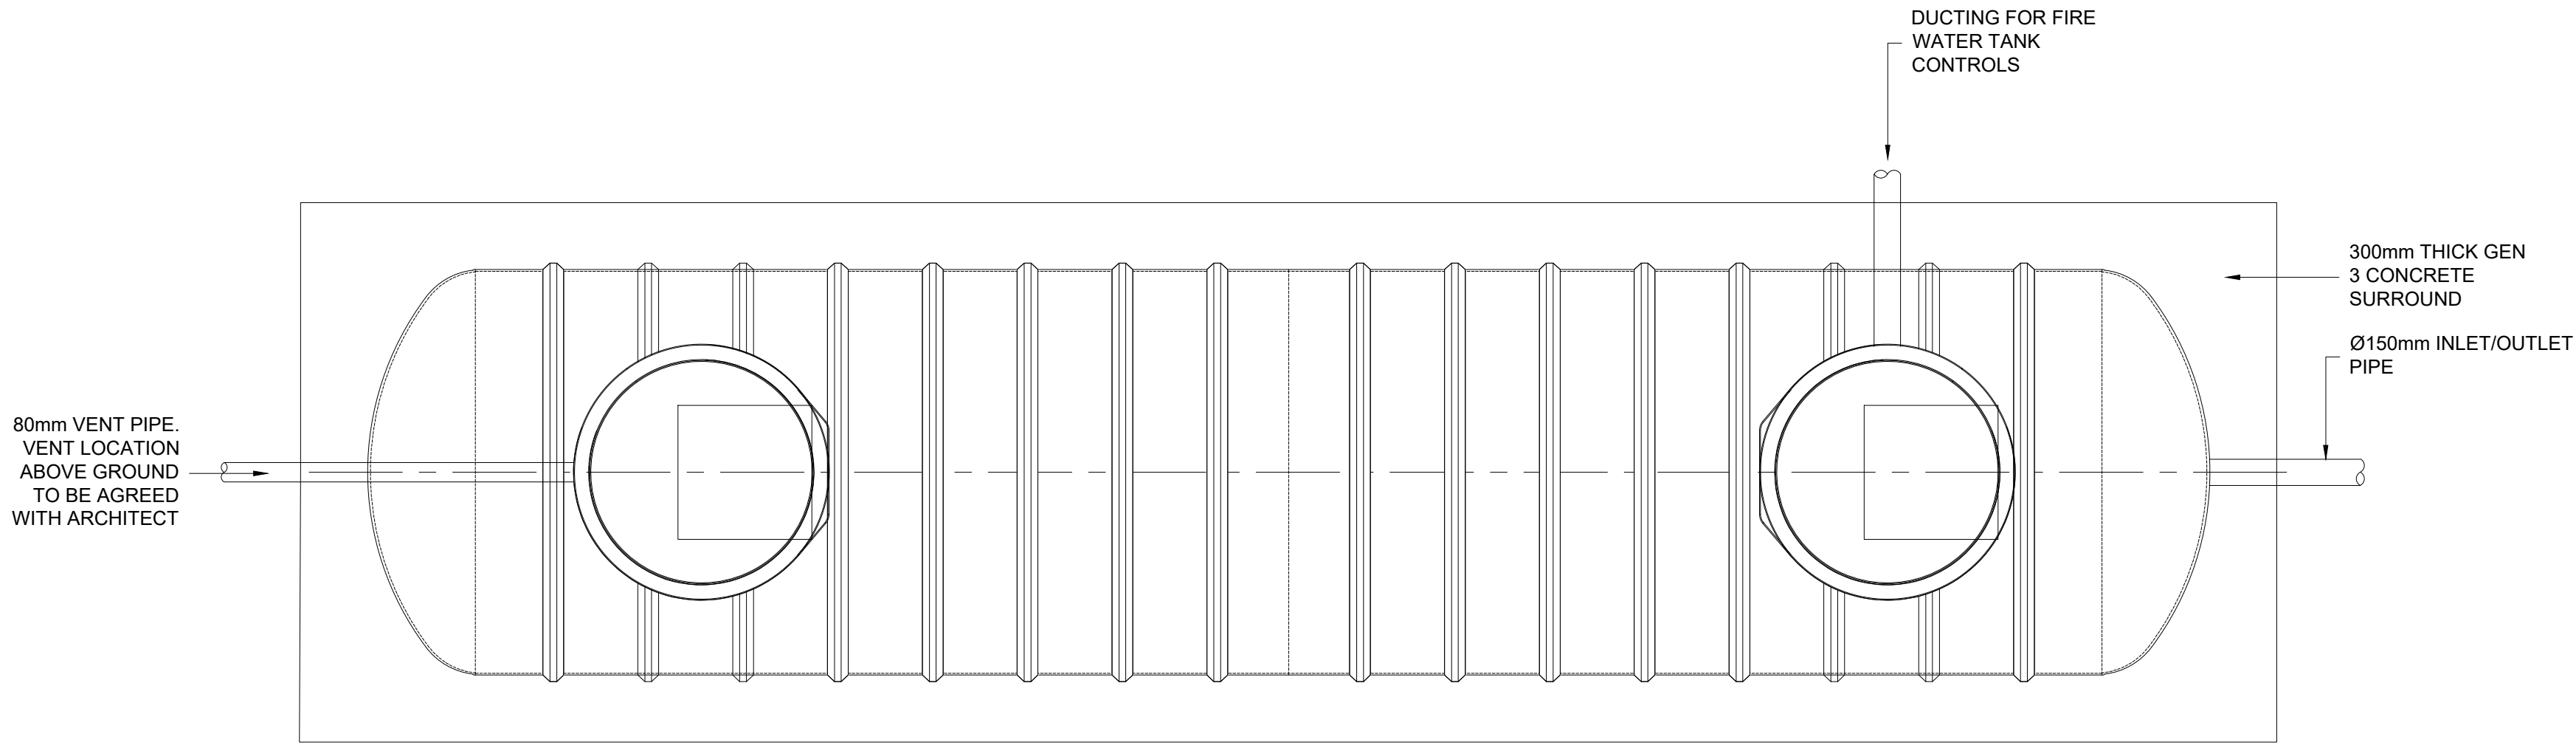 DUCTING FOR FIRE
WATER TANK
CONTROLS
300mm THICK GEN
3 CONCRETE
SURROUND
Ø150mm INLET/OUTLET
PIPE
80mm VENT PIPE.
VENT LOCATION
ABOVE GROUND
TO BE AGREED
WITH ARCHITECT